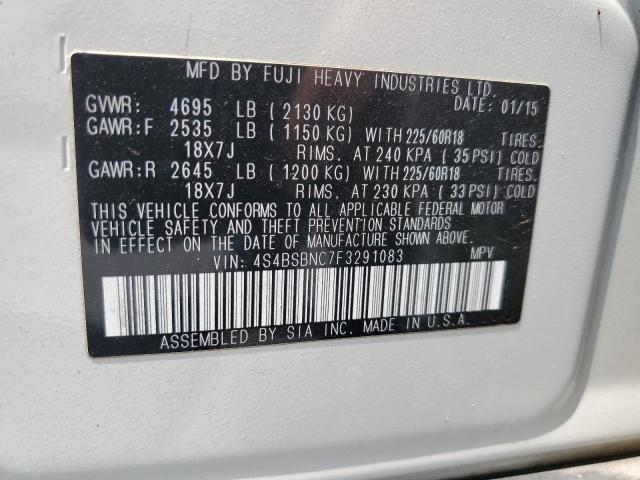 MFD BY FUJI HEAVY INDUSTRIES LTD.
DATE: 01/15
GVWR: 4695 LB ( 2130 KG)
GAWR:F 2535 LB ( 1150 KG) WITH 225/60R18 TIRES.
18X7J RIMS. AT 240 KPA ( 35 PSI) COLD
GAWR:R 2645 LB ( 1200 KG) WITH 225/60R18 TIRES.
18X7J RIMS. AT 230 KPA ( 33 PSI) COLD
THIS VEHICLE CONFORMS TO ALL APPLICABLE FEDERAL MOTOR
VEHICLE SAFETY AND THEFT PREVENTION STANDARDS
IN EFFECT ON THE DATE OF MANUFACTURE SHOWN ABOVE.
VIN: 4S4BSBNC7F3291083 MPV
ASSEMBLED BY SIA INC. MADE IN U.S.A.